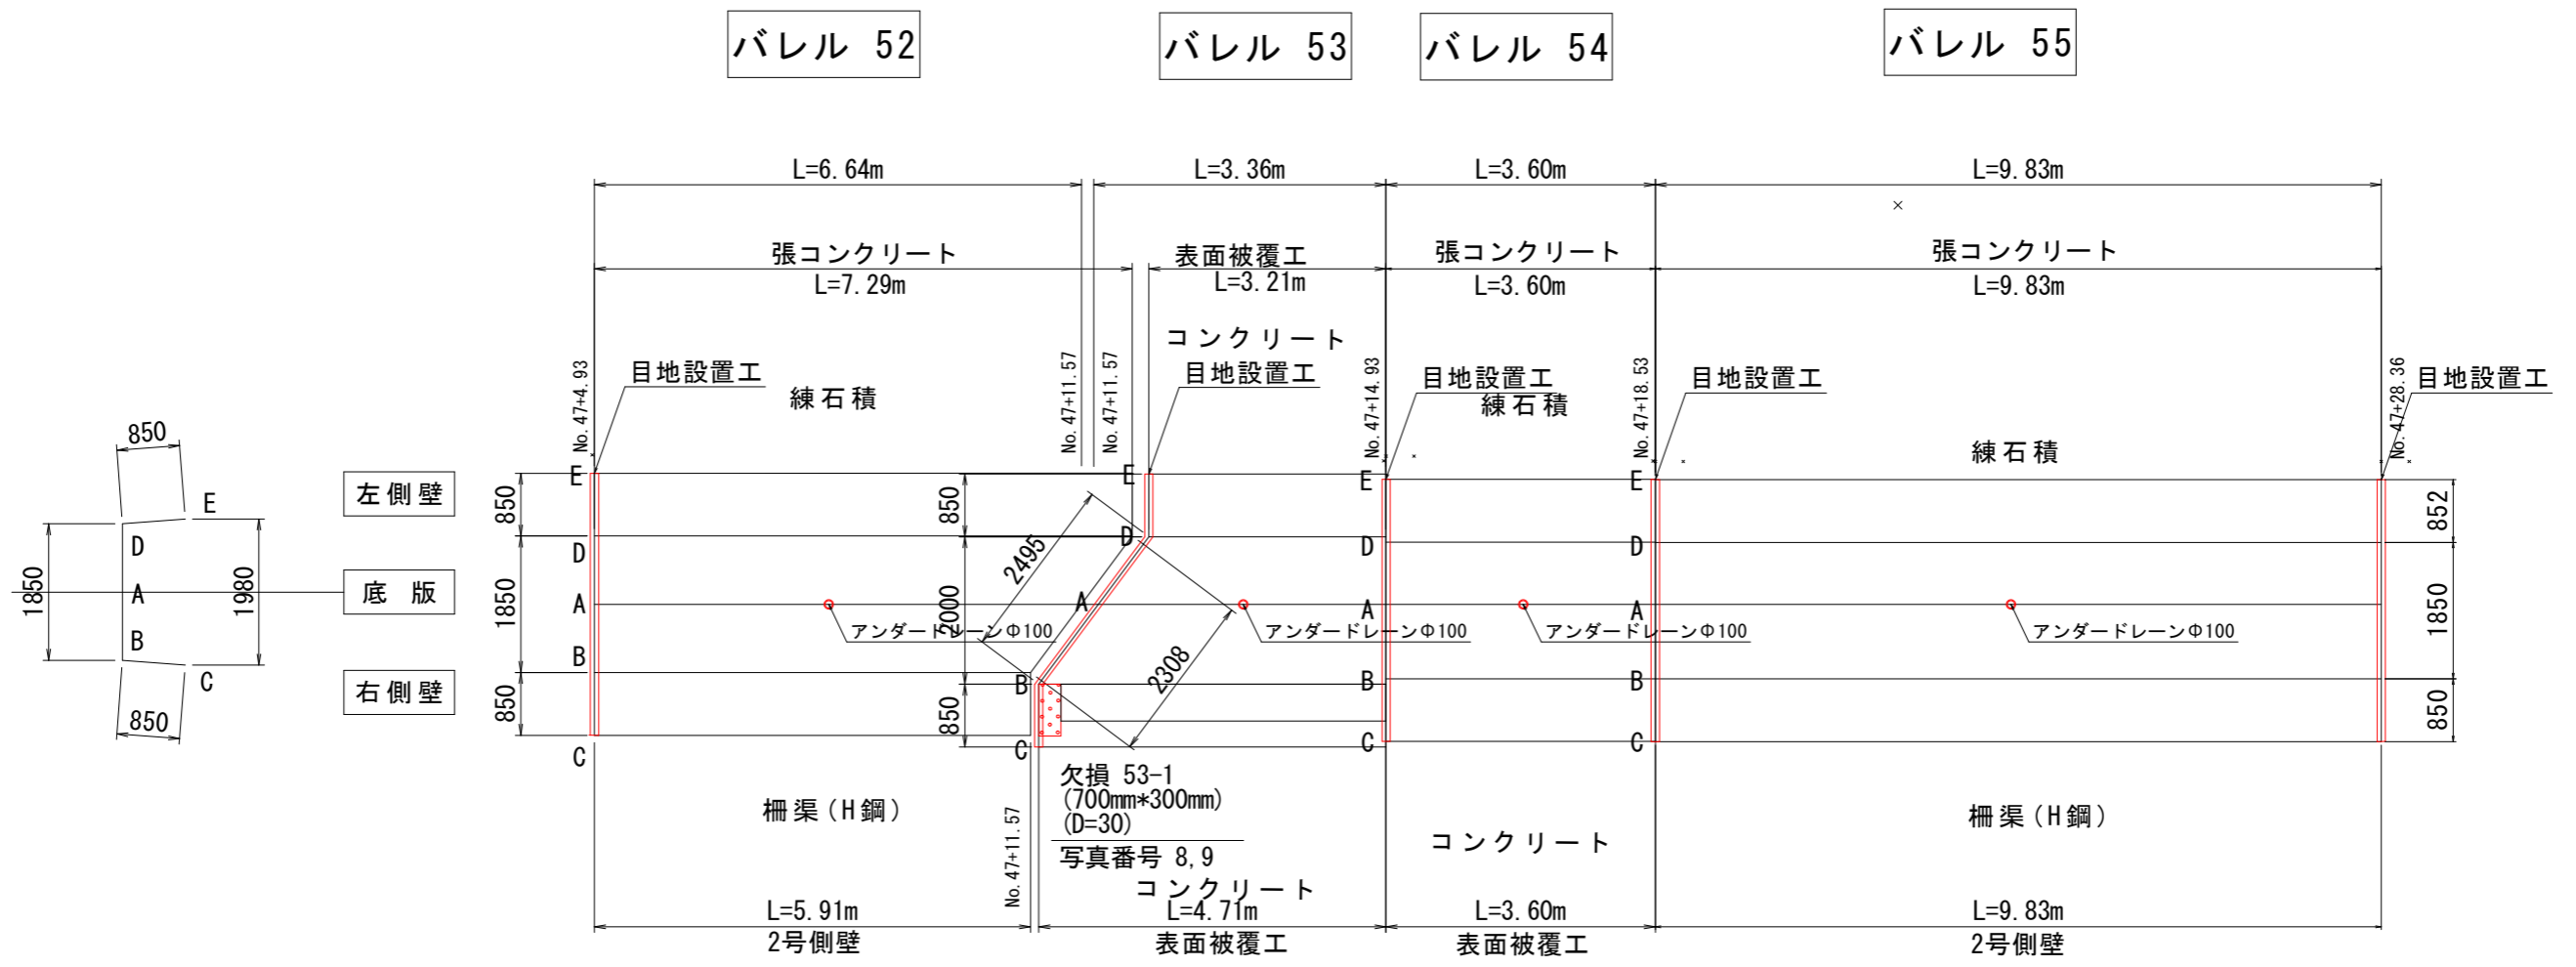 バレル 52
バレル 53
バレル 54
バレル 55
L=6.64m
L=3.36m
L=3.60m
L=9.83m
張コンクリート
表面被覆工
張コンクリート
張コンクリート
L=7.29m
L=3.21m
L=3.60m
L=9.83m
コンクリート
No.47+4.93
No.47+11.57
No.47+11.57
No.47+14.93
No.47+18.53
No.47+28.36
目地設置工
目地設置工
目地設置工
目地設置工
目地設置工
練石積
練石積
練石積
850
E
D
A
B
C
1850
1980
850
左側壁
底版
右側壁
850
1850
850
E
D
A
B
C
E
D
A
B
C
850
2000
850
2495
2308
E
D
A
B
C
E
D
A
B
C
852
1850
850
アンダードレーンΦ100
アンダードレーンΦ100
アンダードレーンΦ100
アンダードレーンΦ100
欠損 53-1
(700mm*300mm)
(D=30)
写真番号 8,9
No.47+11.57
柵渠(H鋼)
コンクリート
コンクリート
柵渠(H鋼)
L=5.91m
L=4.71m
L=3.60m
L=9.83m
2号側壁
表面被覆工
表面被覆工
2号側壁